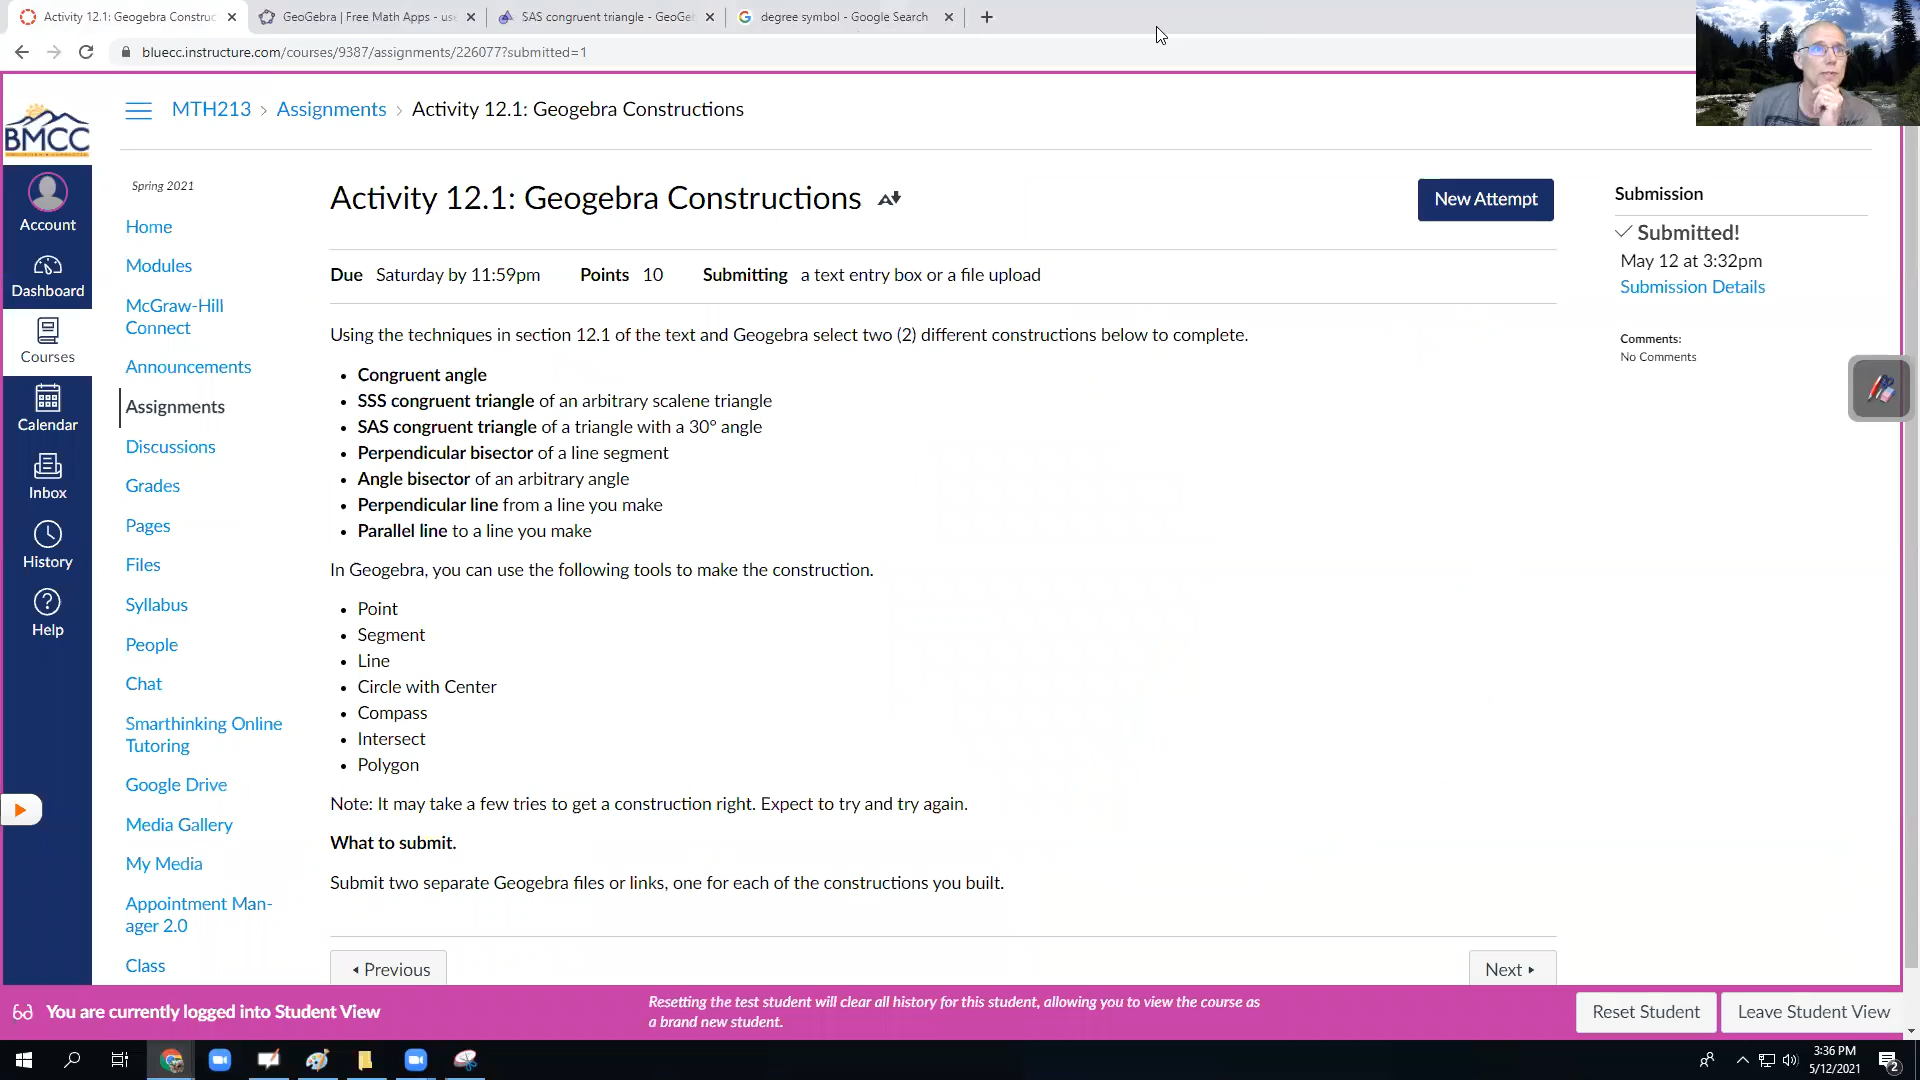 Activity 12.1: Geogebra Construc
GeoGebra | Free Math Apps - use
SAS congruent triangle - GeoGeb
degree symbol - Google Search
bluecc.instructure.com/courses/9387/assignments/226077?submitted=1
BMCC
MTH213 › Assignments › Activity 12.1: Geogebra Constructions
Account
Dashboard
Courses
Calendar
Inbox
History
Help
Spring 2021
Home
Modules
McGraw-Hill
Connect
Announcements
Assignments
Discussions
Grades
Pages
Files
Syllabus
People
Chat
Smarthinking Online
Tutoring
Google Drive
Media Gallery
My Media
Appointment Man-
ager 2.0
Class
Activity 12.1: Geogebra Constructions
New Attempt
Due Saturday by 11:59pm Points 10 Submitting a text entry box or a file upload
Using the techniques in section 12.1 of the text and Geogebra select two (2) different constructions below to complete.
• Congruent angle
• SSS congruent triangle of an arbitrary scalene triangle
• SAS congruent triangle of a triangle with a 30° angle
• Perpendicular bisector of a line segment
• Angle bisector of an arbitrary angle
• Perpendicular line from a line you make
• Parallel line to a line you make
In Geogebra, you can use the following tools to make the construction.
• Point
• Segment
• Line
• Circle with Center
• Compass
• Intersect
• Polygon
Note: It may take a few tries to get a construction right. Expect to try and try again.
What to submit.
Submit two separate Geogebra files or links, one for each of the constructions you built.
Previous
Next
Submission
Submitted!
May 12 at 3:32pm
Submission Details
Comments:
No Comments
You are currently logged into Student View
Resetting the test student will clear all history for this student, allowing you to view the course as
a brand new student.
Reset Student
Leave Student View
3:36 PM
5/12/2021
2